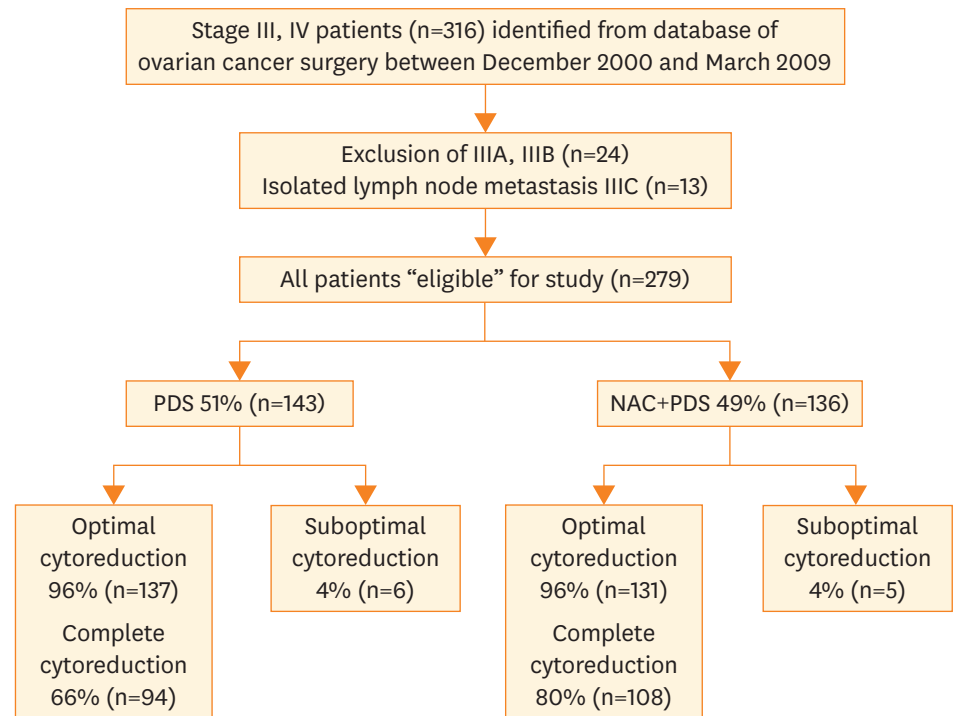 Stage III, IV patients (n=316) identified from database of
ovarian cancer surgery between December 2000 and March 2009
Exclusion of IIIA, IIIB (n=24)
Isolated lymph node metastasis IIIC (n=13)
All patients “eligible” for study (n=279)
PDS 51% (n=143)
NAC+PDS 49% (n=136)
Optimal
cytoreduction
96% (n=137)
Complete
cytoreduction
66% (n=94)
Suboptimal
cytoreduction
4% (n=6)
Optimal
cytoreduction
96% (n=131)
Complete
cytoreduction
80% (n=108)
Suboptimal
cytoreduction
4% (n=5)